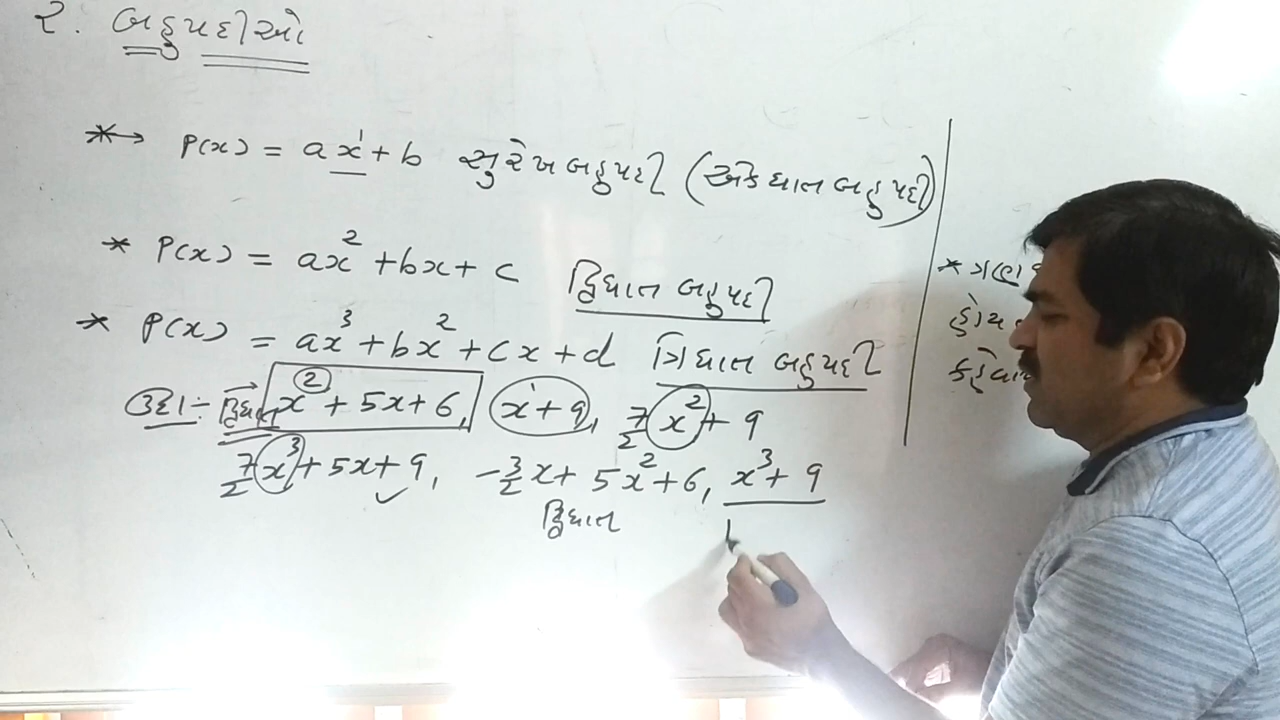 ૨. બહુપદીઓ
* → P(x) = ax¹ + b સુરેખ બહુપદી (એક ઘાત બહુપદી)
* P(x) = ax² + bx + c દ્વિઘાત બહુપદી
* P(x) = ax³ + bx² + cx + d ત્રિઘાત બહુપદી
ઉદા :- દ્વિઘાત x² + 5x + 6, x¹ + 9, 7/2 x² + 9
7/2 x³ + 5x + 9, -3/2 x + 5x² + 6, x³ + 9
દ્વિઘાત
* ત્રણ
હોય